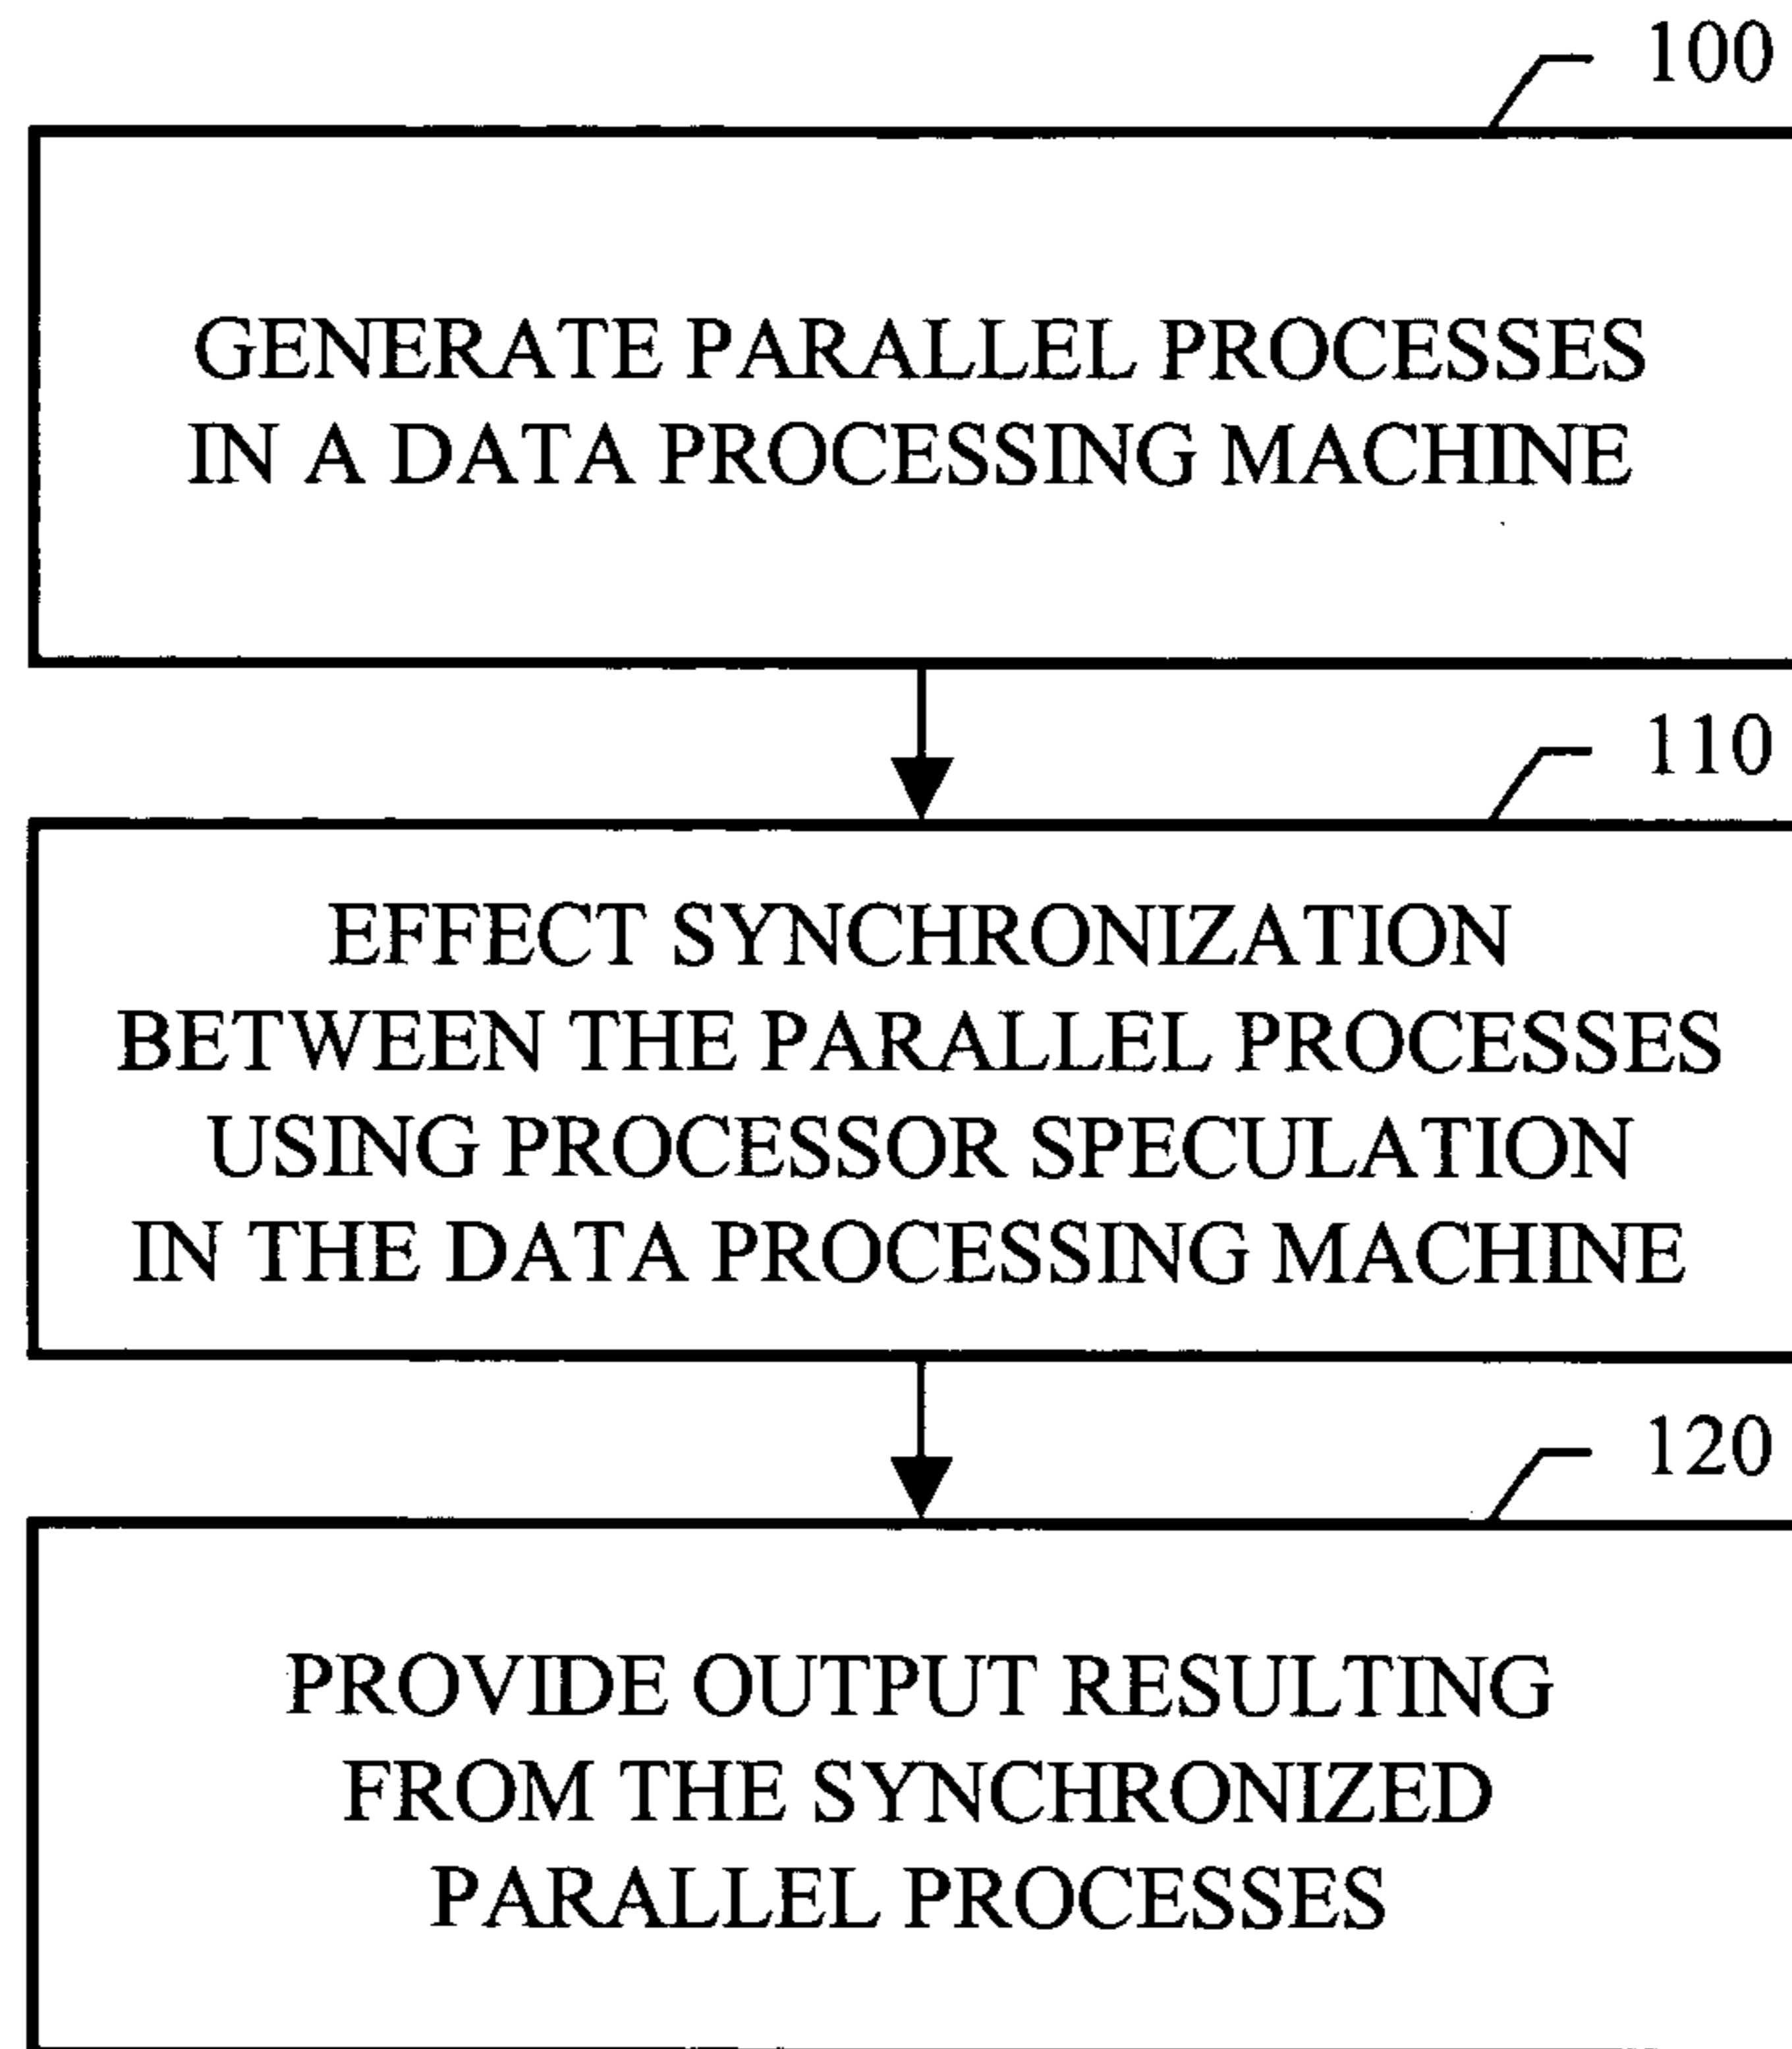 100
GENERATE PARALLEL PROCESSES
IN A DATA PROCESSING MACHINE
110
EFFECT SYNCHRONIZATION
BETWEEN THE PARALLEL PROCESSES
USING PROCESSOR SPECULATION
IN THE DATA PROCESSING MACHINE
120
PROVIDE OUTPUT RESULTING
FROM THE SYNCHRONIZED
PARALLEL PROCESSES